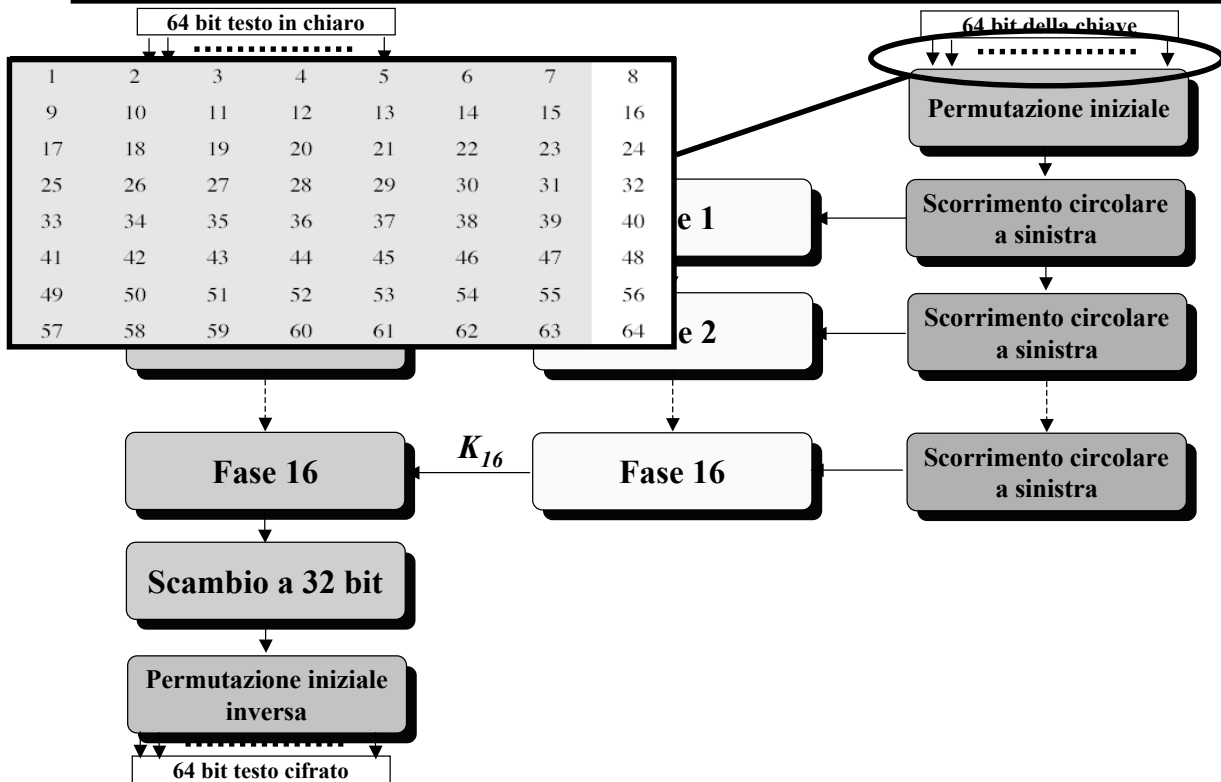 64 bit testo in chiaro
64 bit della chiave
1 2 3 4 5 6 7 8
9 10 11 12 13 14 15 16
17 18 19 20 21 22 23 24
25 26 27 28 29 30 31 32
33 34 35 36 37 38 39 40
41 42 43 44 45 46 47 48
49 50 51 52 53 54 55 56
57 58 59 60 61 62 63 64
Permutazione iniziale
e 1
Scorrimento circolare
a sinistra
e 2
Scorrimento circolare
a sinistra
Fase 16
K16
Fase 16
Scorrimento circolare
a sinistra
Scambio a 32 bit
Permutazione iniziale
inversa
64 bit testo cifrato